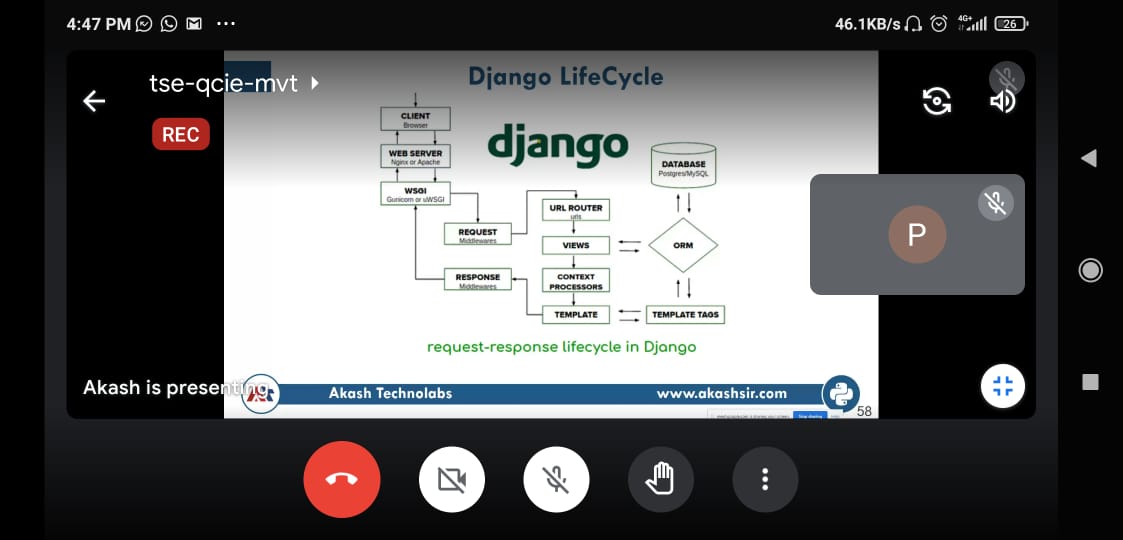 4:47 PM
46.1KB/s
4G+
26
tse-qcie-mvt
REC
Django LifeCycle
django
CLIENT
Browser
WEB SERVER
Nginx or Apache
WSGI
Gunicorn or uWSGI
REQUEST
Middlewares
RESPONSE
Middlewares
URL ROUTER
urls
VIEWS
CONTEXT
PROCESSORS
TEMPLATE
DATABASE
Postgres/MySQL
ORM
TEMPLATE TAGS
P
request-response lifecycle in Django
Akash is presenting
Akash Technolabs
www.akashsir.com
58
Stop sharing